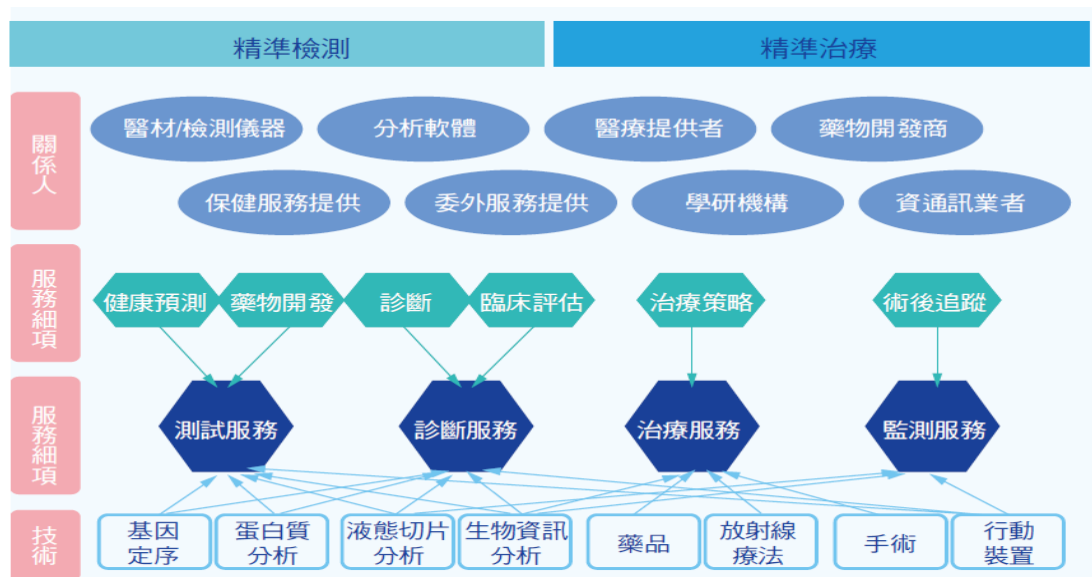 精準檢測
精準治療
關係人
醫材/檢測儀器
分析軟體
醫療提供者
藥物開發商
保健服務提供
委外服務提供
學研機構
資通訊業者
服務細項
健康預測
藥物開發
診斷
臨床評估
治療策略
術後追蹤
服務細項
測試服務
診斷服務
治療服務
監測服務
技術
基因
定序
蛋白質
分析
液態切片
分析
生物資訊
分析
藥品
放射線
療法
手術
行動
裝置